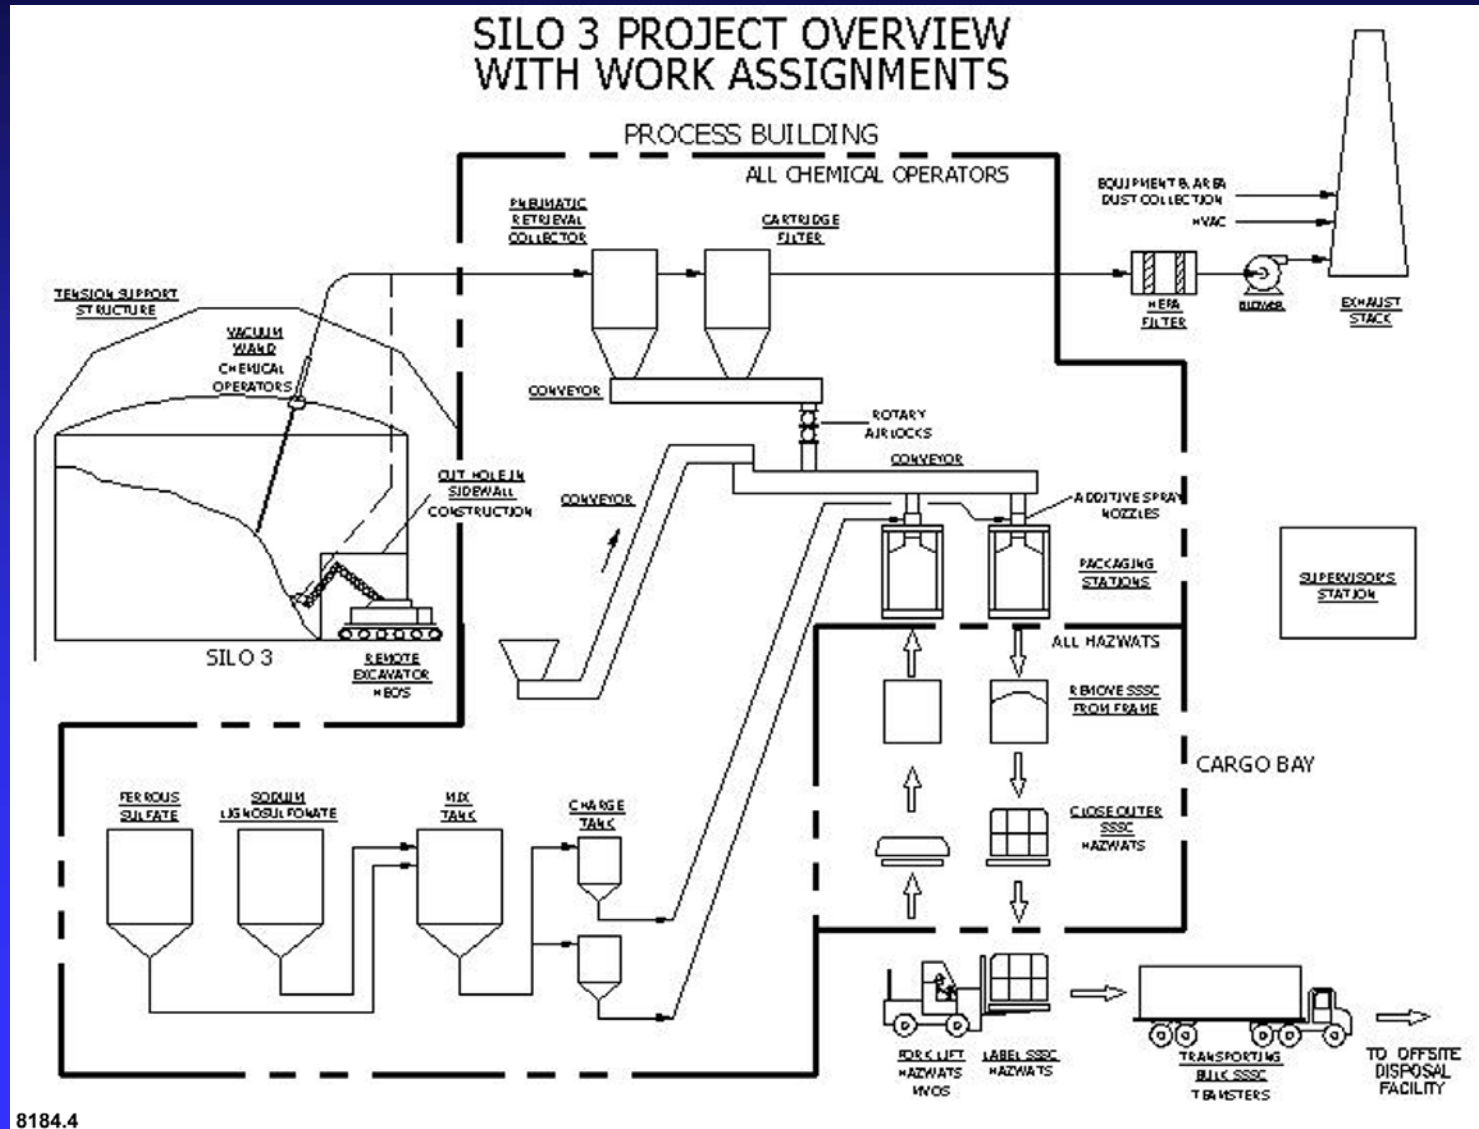 SILO 3 PROJECT OVERVIEW
WITH WORK ASSIGNMENTS
PROCESS BUILDING
ALL CHEMICAL OPERATORS
EQUIPMENT & AREA
DUST COLLECTION
HVAC
PNEUMATIC
RETRIEVAL
COLLECTOR
CARTRIDGE
FILTER
HEPA
FILTER
BLOWER
EXHAUST
STACK
TENSION SUPPORT
STRUCTURE
VACUUM
WAND
CHEMICAL
OPERATORS
CONVEYOR
ROTARY
AIRLOCKS
CONVEYOR
CUT HOLE IN
SIDEWALL
CONSTRUCTION
CONVEYOR
ADDITIVE SPRAY
NOZZLES
PACKAGING
STATIONS
SUPERVISOR'S
STATION
SILO 3
REMOTE
EXCAVATOR
HEO'S
ALL HAZWATS
REMOVE SSSC
FROM FRAME
CARGO BAY
FERROUS
SULFATE
SODIUM
LIGNOSULFONATE
MIX
TANK
CHARGE
TANK
CLOSE OUTER
SSSC
HAZWATS
FORK LIFT
HAZWATS
MVOS
LABEL SSSC
HAZWATS
TRANSPORTING
BULK SSSC
TEAMSTERS
TO OFFSITE
DISPOSAL
FACILITY
8184.4